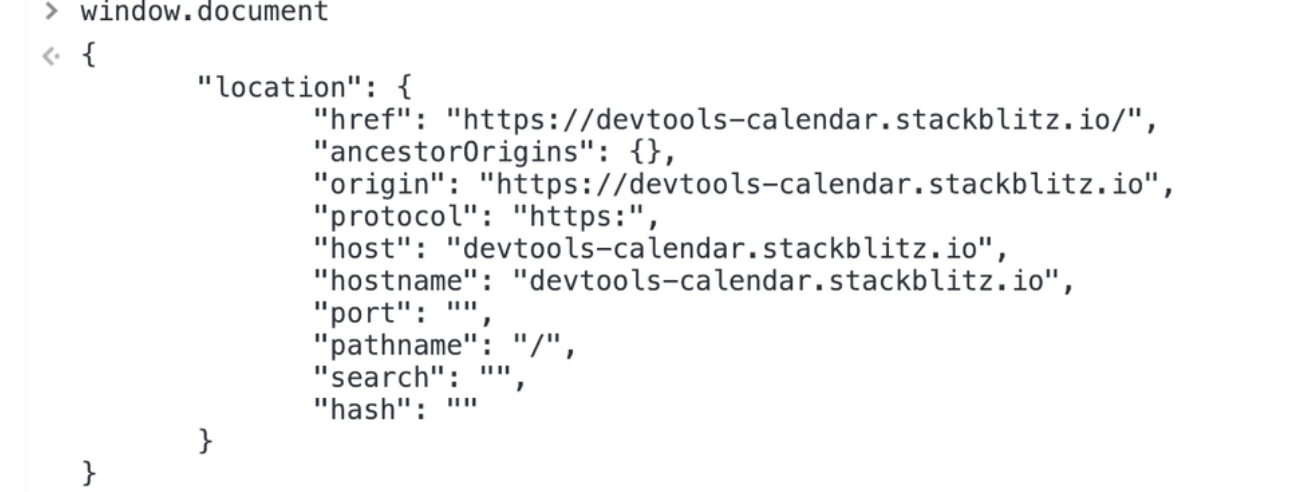 > window.document
<· {
"location": {
"href": "https://devtools-calendar.stackblitz.io/",
"ancestorOrigins": {},
"origin": "https://devtools-calendar.stackblitz.io",
"protocol": "https:",
"host": "devtools-calendar.stackblitz.io",
"hostname": "devtools-calendar.stackblitz.io",
"port": "",
"pathname": "/",
"search": "",
"hash": ""
}
}